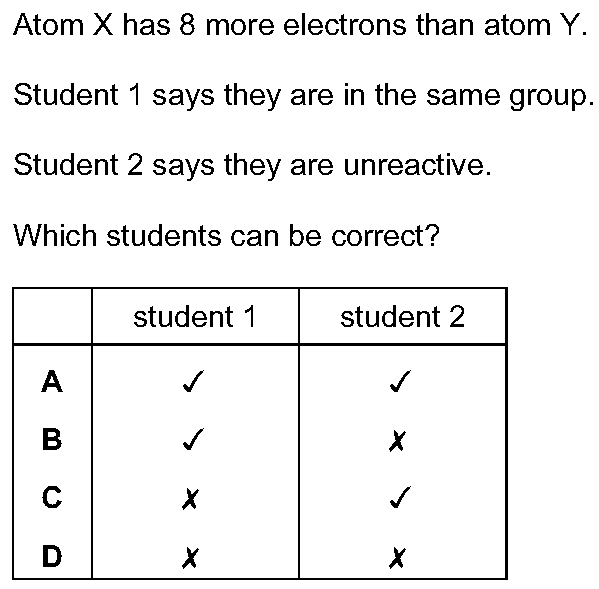 Atom X has 8 more electrons than atom Y.
Student 1 says they are in the same group.
Student 2 says they are unreactive.
Which students can be correct?
student 1 student 2
A ✓ ✓
B ✓ ✗
C ✗ ✓
D ✗ ✗